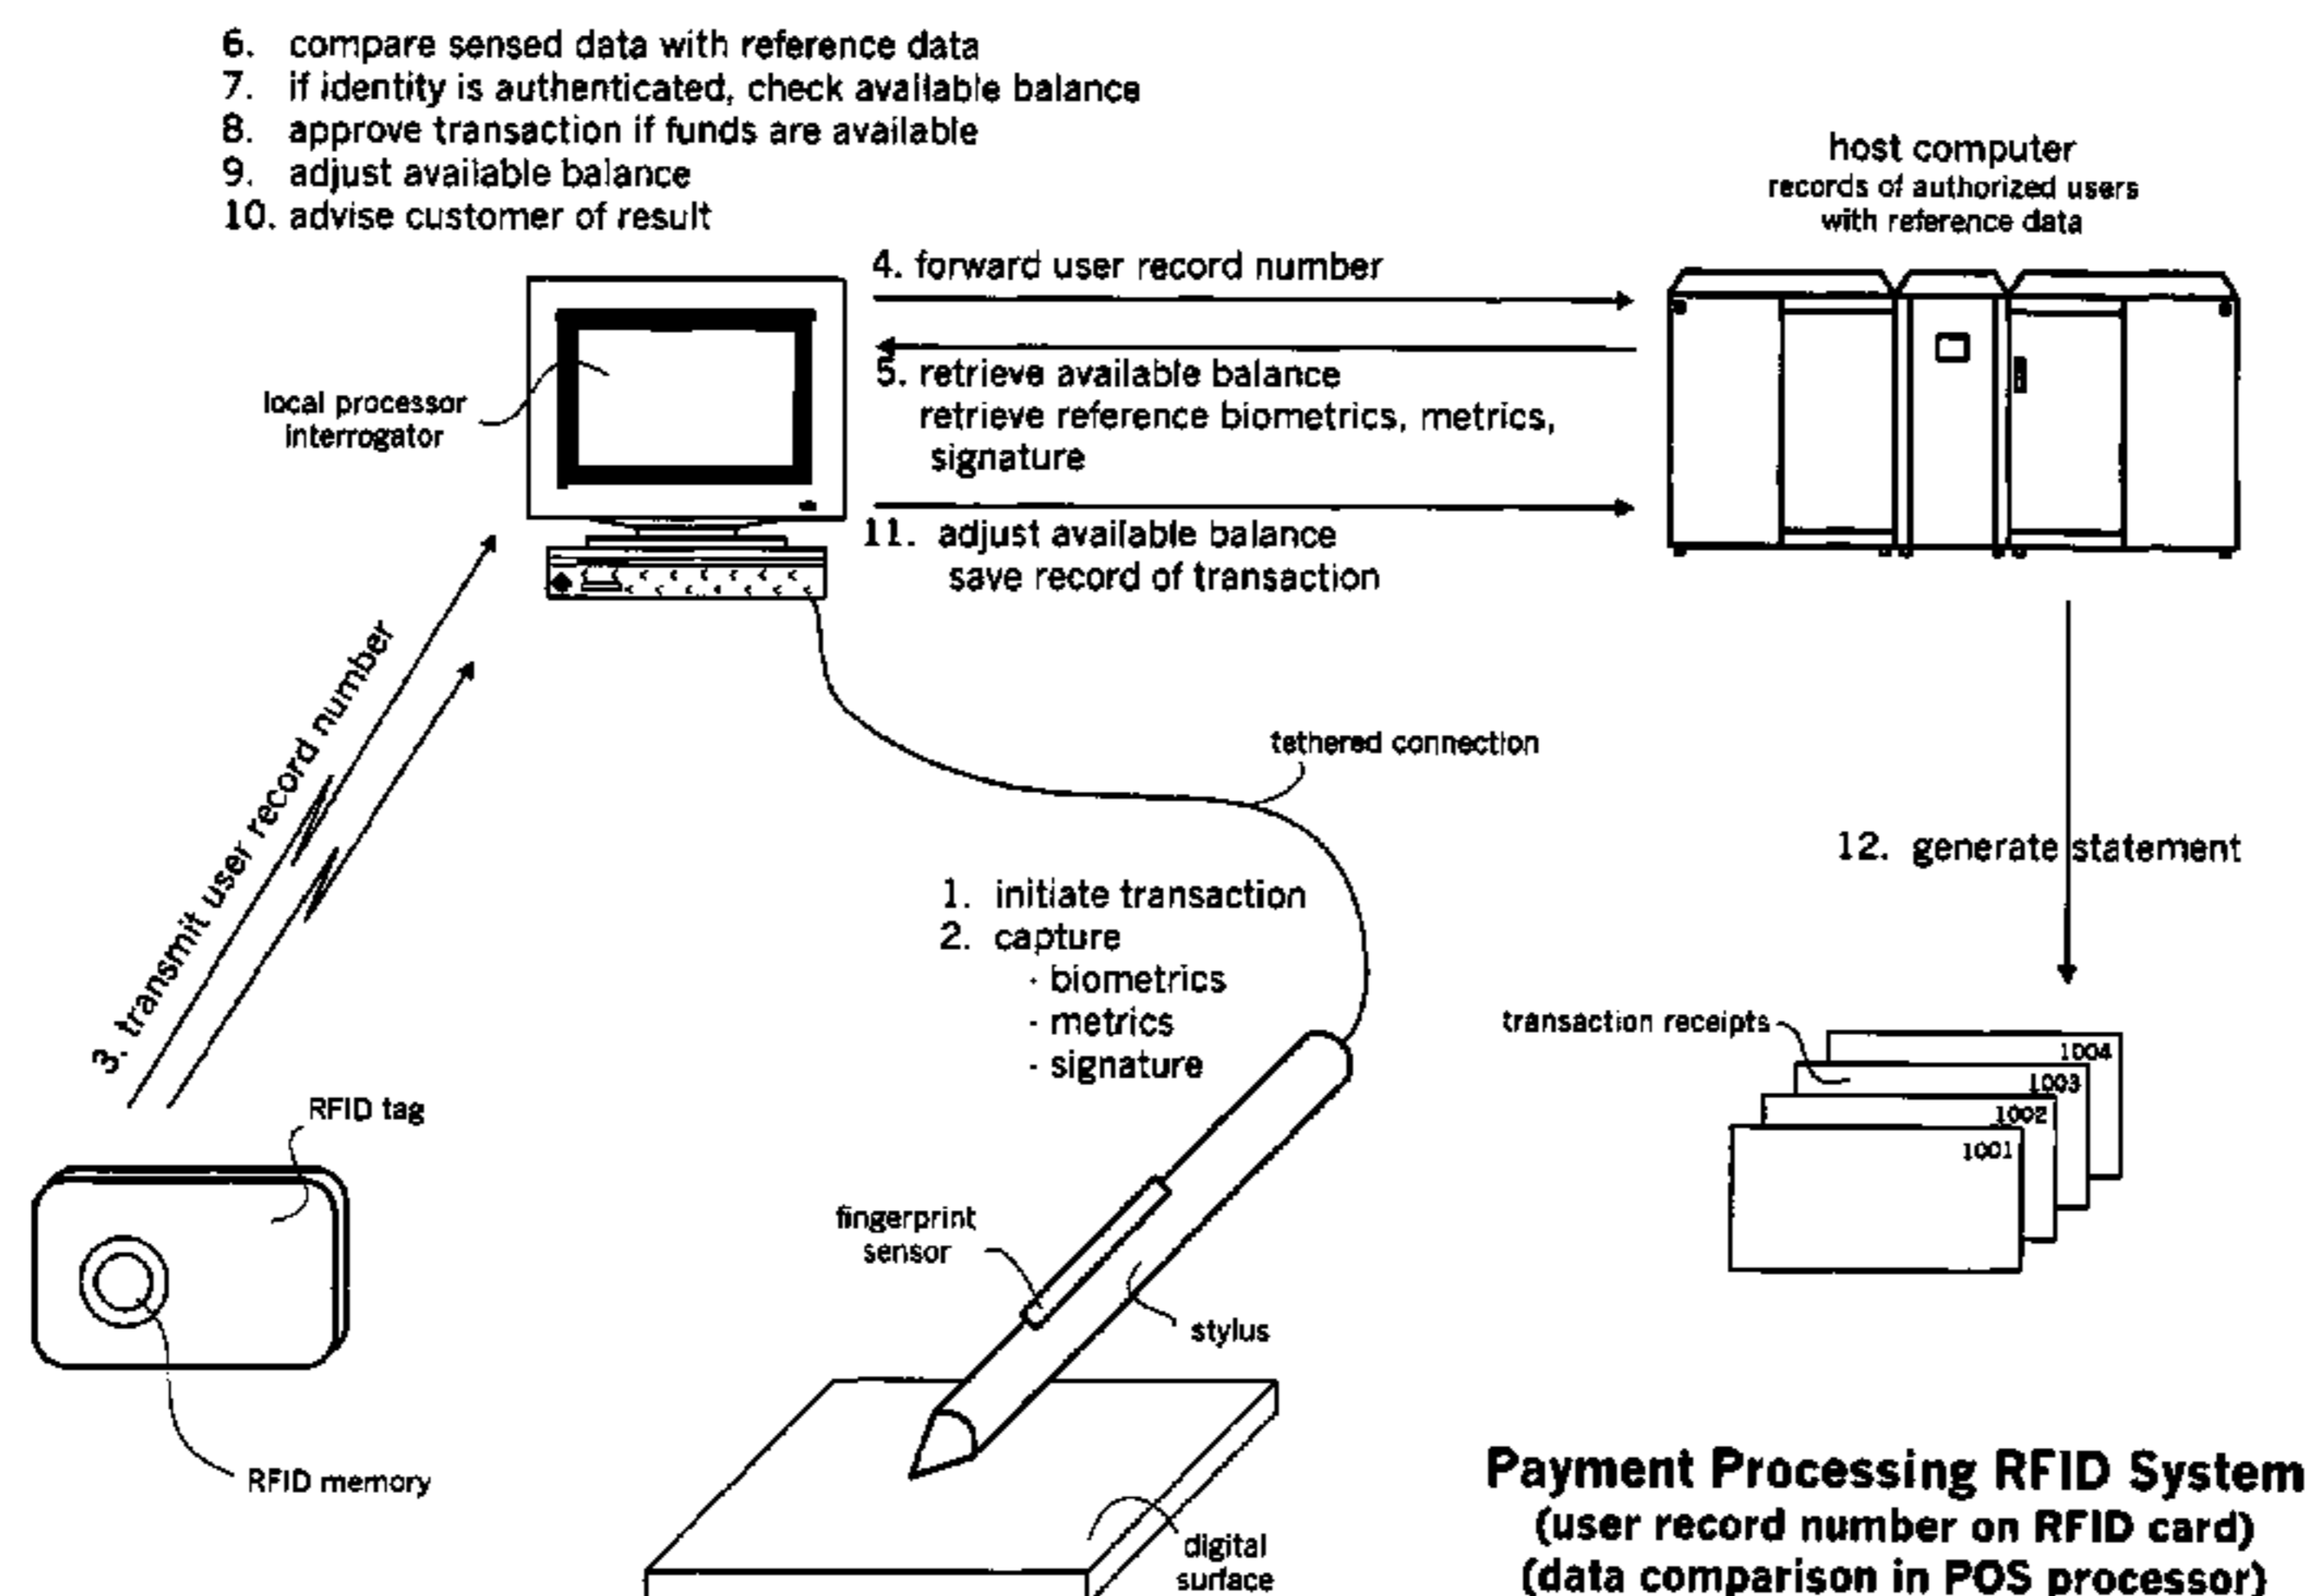 6. compare sensed data with reference data
7. if identity is authenticated, check available balance
8. approve transaction if funds are available
9. adjust available balance
10. advise customer of result
host computer
records of authorized users
with reference data
4. forward user record number
5. retrieve available balance
retrieve reference biometrics, metrics,
signature
local processor
interrogator
11. adjust available balance
save record of transaction
3. transmit user record number
tethered connection
12. generate statement
1. initiate transaction
2. capture
- biometrics
- metrics
- signature
transaction receipts
1004
1003
1002
1001
RFID tag
fingerprint
sensor
stylus
RFID memory
digital
surface
Payment Processing RFID System
(user record number on RFID card)
(data comparison in POS processor)